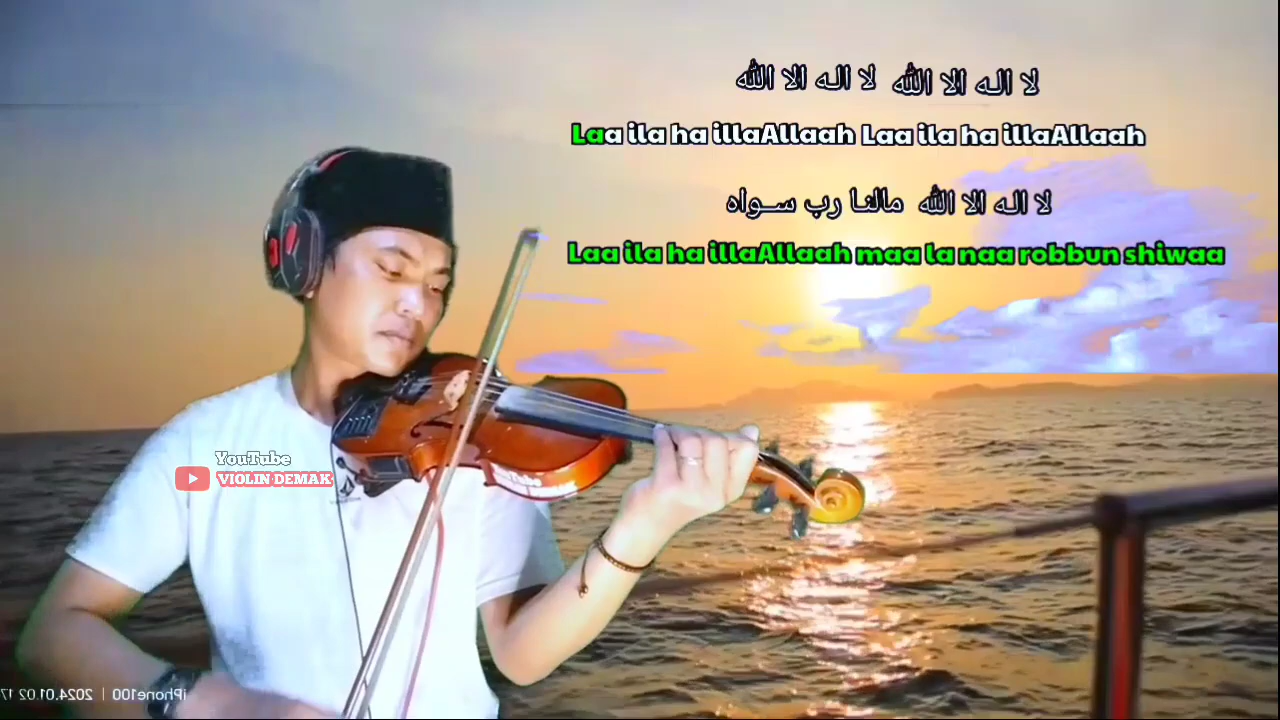 لا اله الا الله لا اله الا الله
Laa ila ha illaAllaah Laa ila ha illaAllaah
لا اله الا الله مالنا رب سواه
Laa ila ha illaAllaah maa la naa robbun shiwaa
YouTube
VIOLIN DEMAK
YouTube
iPhone100 | 2024.01.02 17